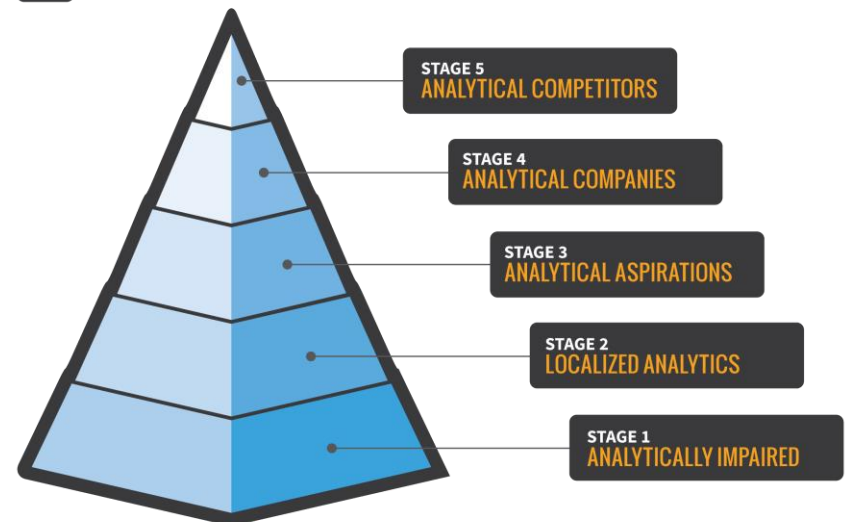 STAGE 5
ANALYTICAL COMPETITORS
STAGE 4
ANALYTICAL COMPANIES
STAGE 3
ANALYTICAL ASPIRATIONS
STAGE 2
LOCALIZED ANALYTICS
STAGE 1
ANALYTICALLY IMPAIRED